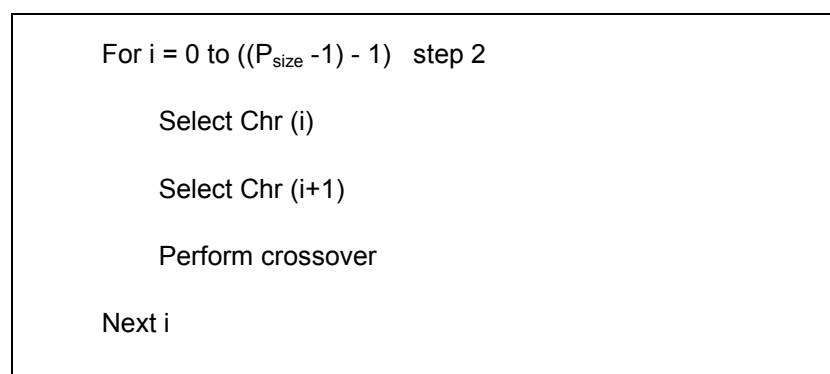 For i = 0 to ((Psize -1) - 1) step 2
Select Chr (i)
Select Chr (i+1)
Perform crossover
Next i